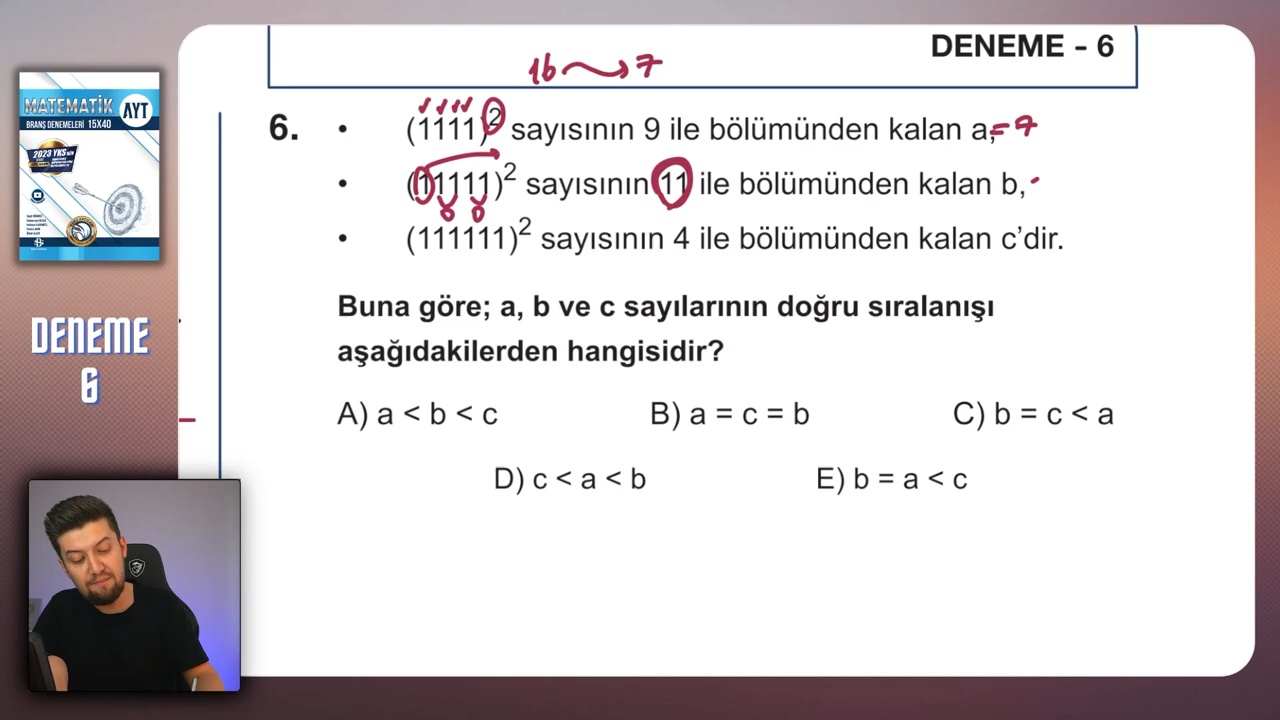 DENEME - 6
16 → 7
6. • (1111)² sayısının 9 ile bölümünden kalan a, = 7
• (11111)² sayısının 11 ile bölümünden kalan b,
• (111111)² sayısının 4 ile bölümünden kalan c'dir.
Buna göre; a, b ve c sayılarının doğru sıralanışı
aşağıdakilerden hangisidir?
A) a < b < c B) a = c = b C) b = c < a
D) c < a < b E) b = a < c
MATEMATİK AYT
BRANŞ DENEMELERİ 15X40
2023 YKS'NİN
DENEME
6